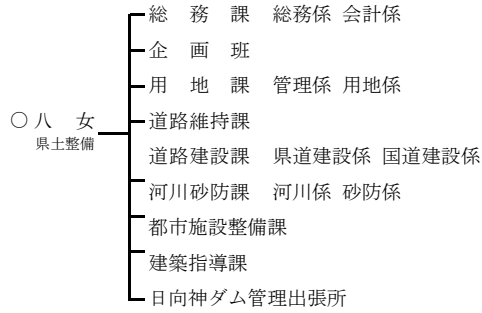 総務課 総務係 会計係
企画班
用地課 管理係 用地係
○八女
県土整備
道路維持課
道路建設課 県道建設係 国道建設係
河川砂防課 河川係 砂防係
都市施設整備課
建築指導課
日向神ダム管理出張所